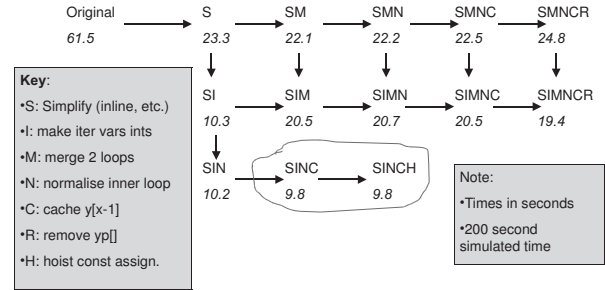 Original S SM SMN SMNC SMNCR
61.5 23.3 22.1 22.2 22.5 24.8
Key:
•S: Simplify (inline, etc.)
•I: make iter vars ints
•M: merge 2 loops
•N: normalise inner loop
•C: cache y[x-1]
•R: remove yp[]
•H: hoist const assign.
SI SIM SIMN SIMNC SIMNCR
10.3 20.5 20.7 20.5 19.4
SIN SINC SINCH
10.2 9.8 9.8
Note:
•Times in seconds
•200 second
simulated time